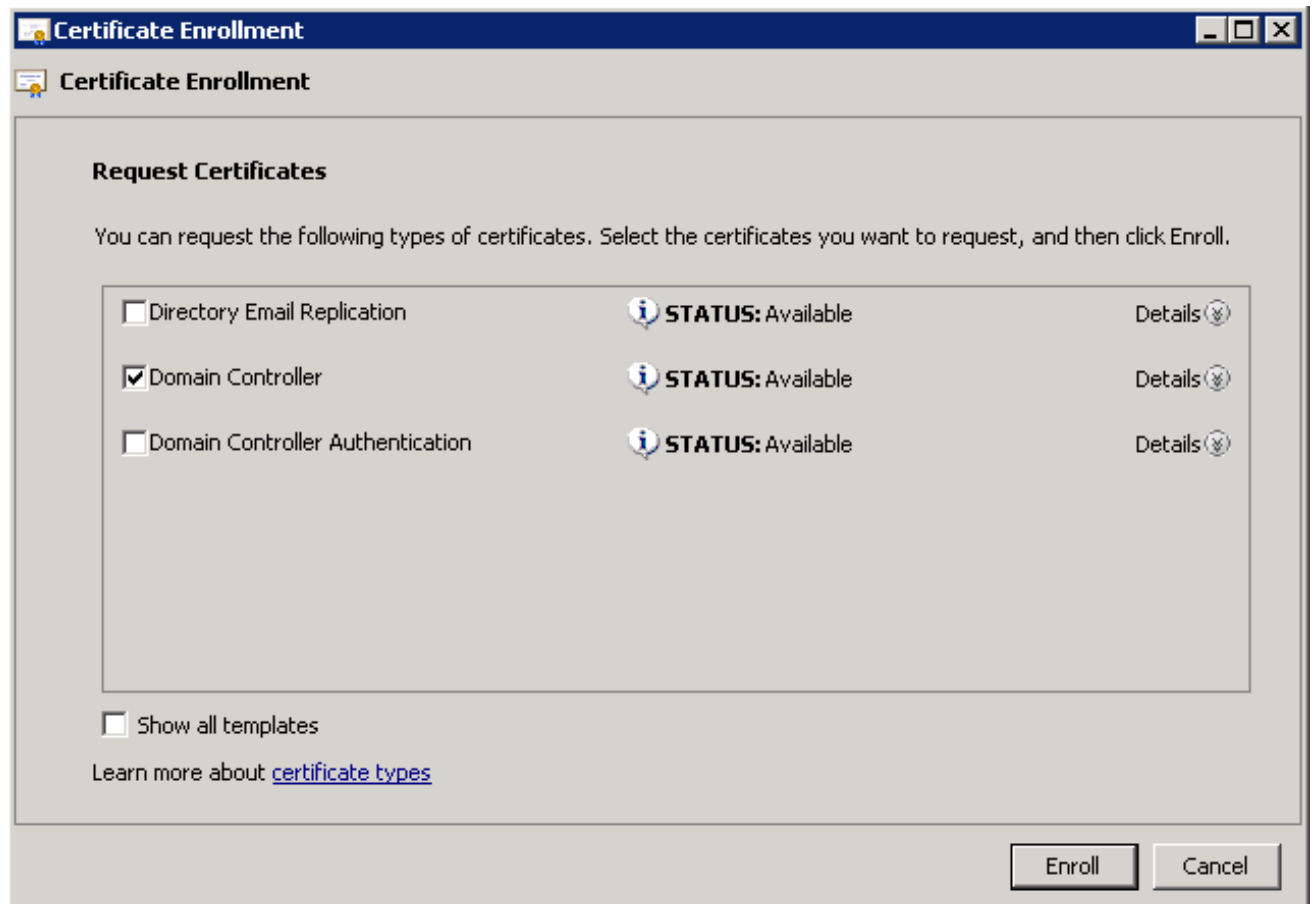 Certificate Enrollment
Certificate Enrollment
Request Certificates
You can request the following types of certificates. Select the certificates you want to request, and then click Enroll.
Directory Email Replication STATUS: Available Details
Domain Controller STATUS: Available Details
Domain Controller Authentication STATUS: Available Details
Show all templates
Learn more about certificate types
Enroll Cancel